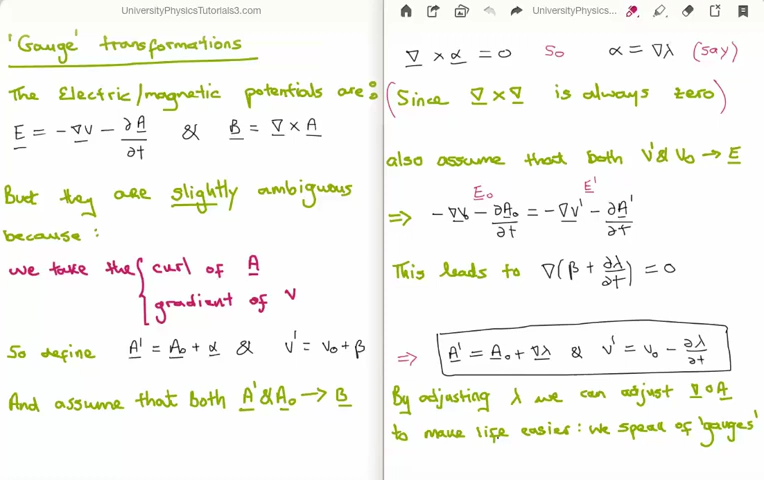 UniversityPhysicsTutorials3.com
'Gauge' transformations
The Electric/magnetic potentials are:
E = -∇V - ∂A/∂t & B = ∇ × A
But they are slightly ambiguous
because:
we take the { curl of A
gradient of V
So define A' = A₀ + α & V' = V₀ + β
And assume that both A' & A₀ → B
UniversityPhysics...
∇ × α = 0 So α = ∇λ (say)
(Since ∇ × ∇ is always zero)
also assume that both V' & V₀ → E
E₀ E'
⇒ -∇V₀ - ∂A₀/∂t = -∇V' - ∂A'/∂t
This leads to ∇(β + ∂λ/∂t) = 0
⇒ A' = A₀ + ∇λ & V' = V₀ - ∂λ/∂t
By adjusting λ we can adjust ∇∘A
to make life easier: we speak of 'gauges'